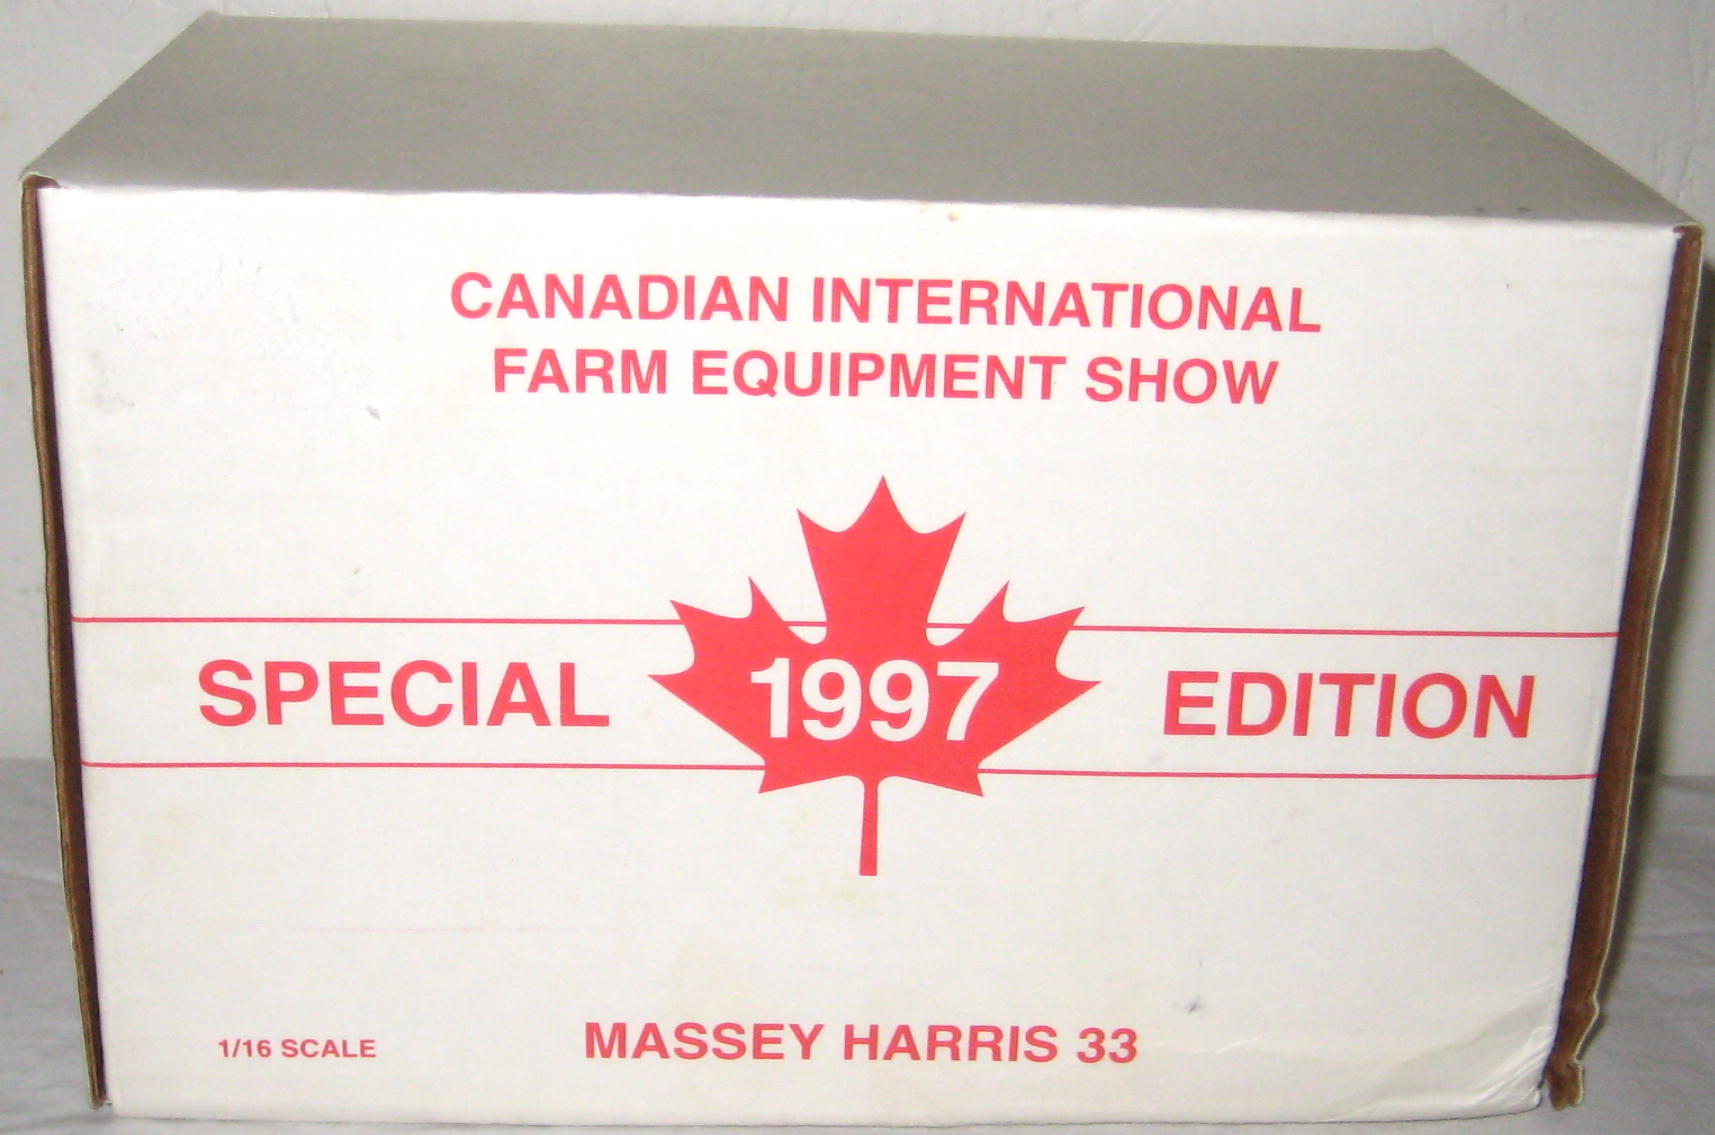 CANADIAN INTERNATIONAL
FARM EQUIPMENT SHOW
SPECIAL 1997 EDITION
1/16 SCALE MASSEY HARRIS 33